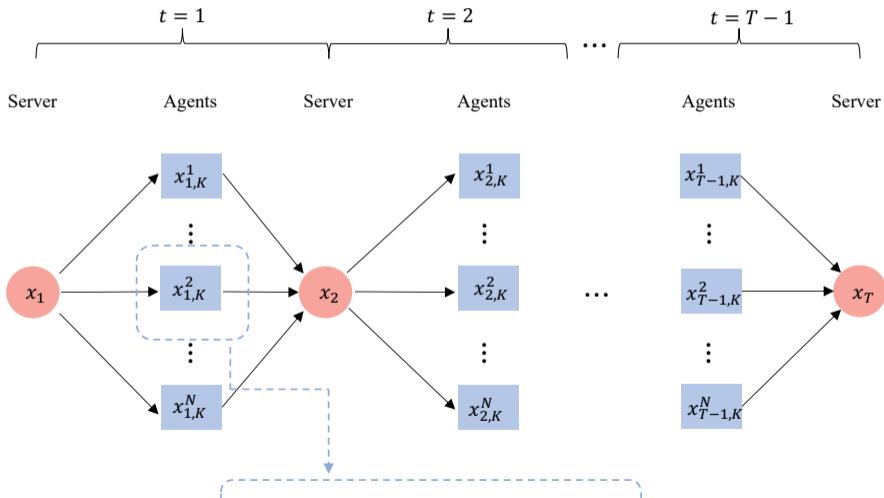 t = 1 t = 2 ⋯ t = T − 1
Server Agents Server Agents Agents Server
x^1_{1,K} x^1_{2,K} x^1_{T−1,K}
⋮ ⋮ ⋮
x_1 x^2_{1,K} x_2 x^2_{2,K} ⋯ x^2_{T−1,K} x_T
⋮ ⋮ ⋮
x^N_{1,K} x^N_{2,K} x^N_{T−1,K}